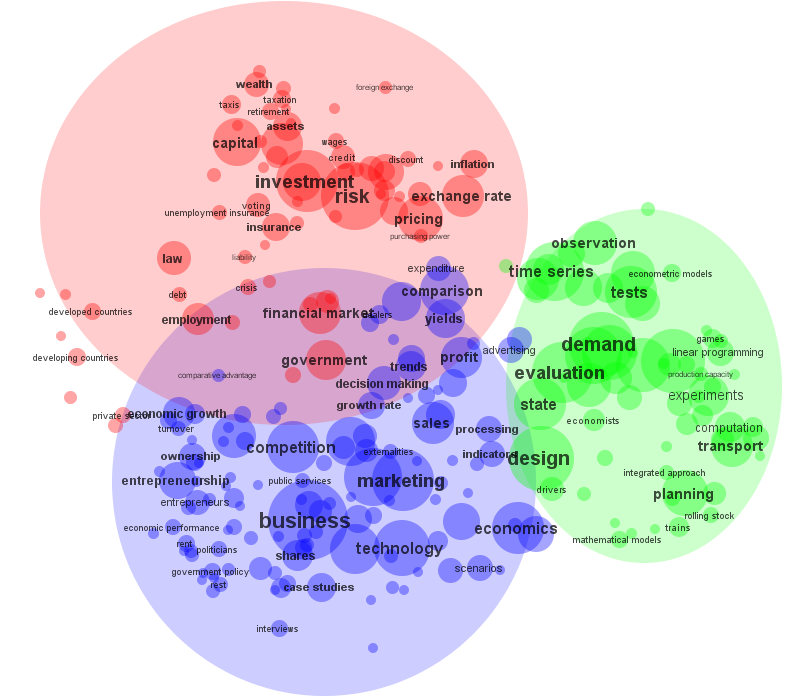 wealth
foreign exchange
taxis
taxation
retirement
assets
capital
wages
credit
discount
inflation
investment
risk
exchange rate
voting
unemployment insurance
pricing
insurance
purchasing power
observation
law
liability
expenditure
time series
econometric models
crisis
debt
comparison
tests
developed countries
employment
financial market
dealers
yields
games
demand
linear programming
developing countries
government
trends
profit
advertising
comparative advantage
evaluation
production capacity
decision making
experiments
growth rate
state
private sector
economic growth
turnover
sales
processing
economists
computation
competition
externalities
transport
ownership
indicators
design
entrepreneurship
public services
marketing
integrated approach
drivers
planning
entrepreneurs
business
rolling stock
economic performance
economics
trains
rent
politicians
shares
technology
mathematical models
government policy
scenarios
rest
case studies
interviews